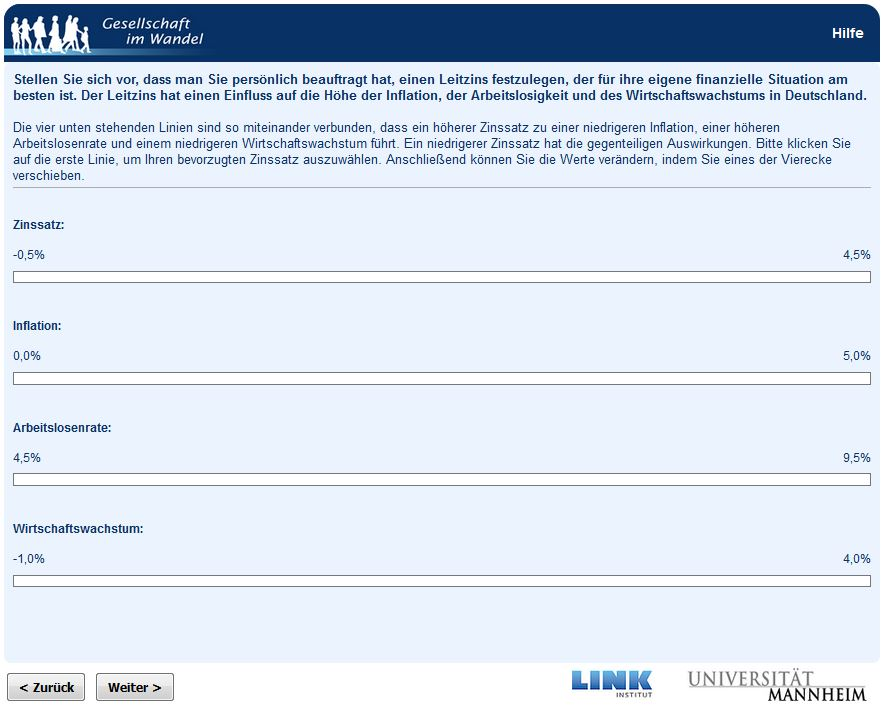 Gesellschaft
im Wandel
Hilfe
Stellen Sie sich vor, dass man Sie persönlich beauftragt hat, einen Leitzins festzulegen, der für ihre eigene finanzielle Situation am
besten ist. Der Leitzins hat einen Einfluss auf die Höhe der Inflation, der Arbeitslosigkeit und des Wirtschaftswachstums in Deutschland.
Die vier unten stehenden Linien sind so miteinander verbunden, dass ein höherer Zinssatz zu einer niedrigeren Inflation, einer höheren
Arbeitslosenrate und einem niedrigeren Wirtschaftswachstum führt. Ein niedrigerer Zinssatz hat die gegenteiligen Auswirkungen. Bitte klicken Sie
auf die erste Linie, um Ihren bevorzugten Zinssatz auszuwählen. Anschließend können Sie die Werte verändern, indem Sie eines der Vierecke
verschieben.
Zinssatz:
-0,5% 4,5%
Inflation:
0,0% 5,0%
Arbeitslosenrate:
4,5% 9,5%
Wirtschaftswachstum:
-1,0% 4,0%
< Zurück Weiter >
LINK
INSTITUT
UNIVERSITÄT
MANNHEIM